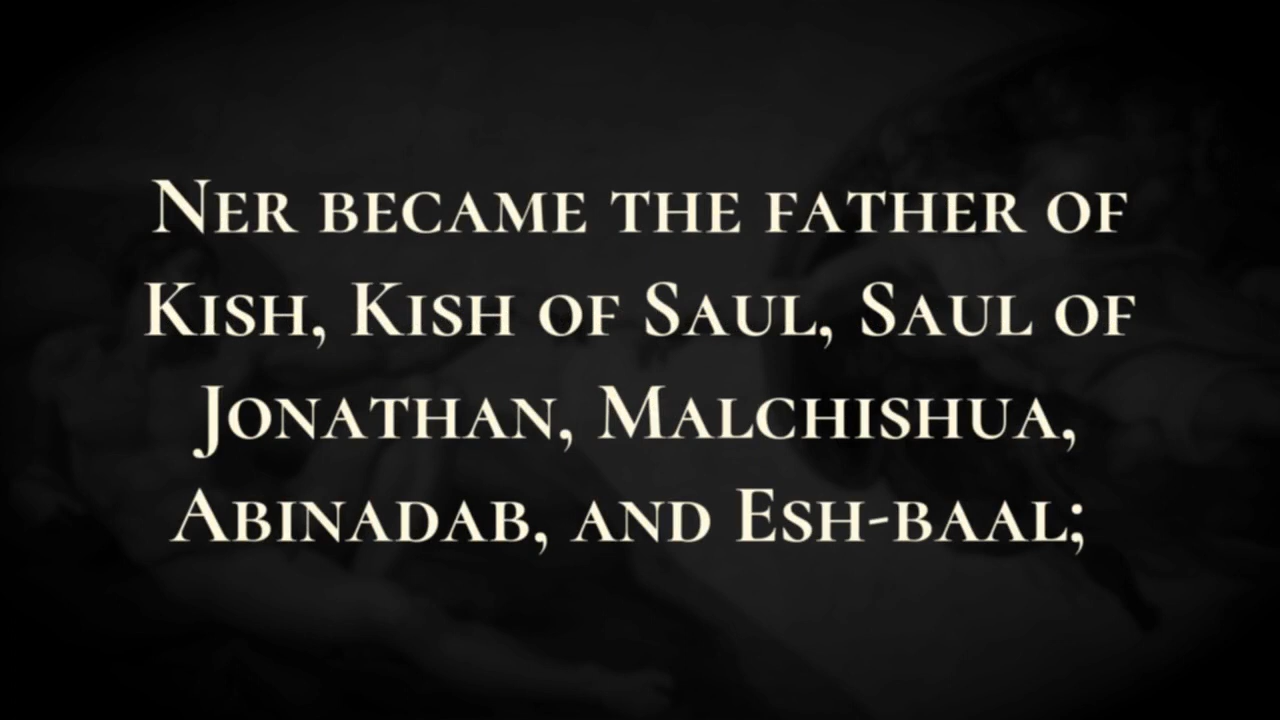 Ner became the father of
Kish, Kish of Saul, Saul of
Jonathan, Malchishua,
Abinadab, and Esh-baal;